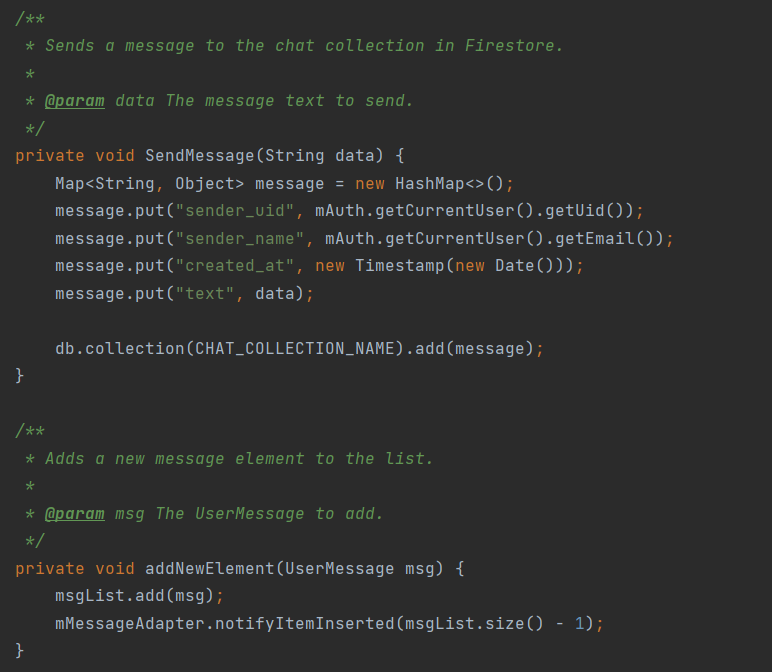 /**
 * Sends a message to the chat collection in Firestore.
 *
 * @param data The message text to send.
 */
private void SendMessage(String data) {
    Map<String, Object> message = new HashMap<>();
    message.put("sender_uid", mAuth.getCurrentUser().getUid());
    message.put("sender_name", mAuth.getCurrentUser().getEmail());
    message.put("created_at", new Timestamp(new Date()));
    message.put("text", data);

    db.collection(CHAT_COLLECTION_NAME).add(message);
}

/**
 * Adds a new message element to the list.
 *
 * @param msg The UserMessage to add.
 */
private void addNewElement(UserMessage msg) {
    msgList.add(msg);
    mMessageAdapter.notifyItemInserted(msgList.size() - 1);
}